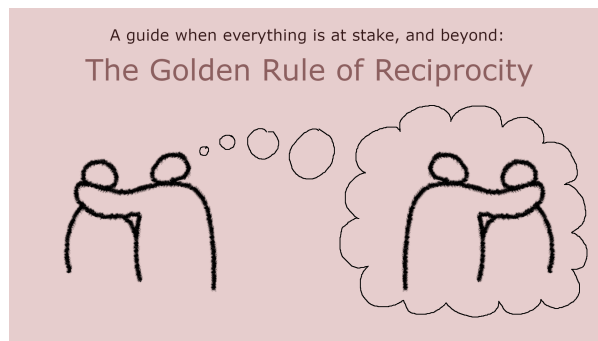 A guide when everything is at stake, and beyond:
The Golden Rule of Reciprocity